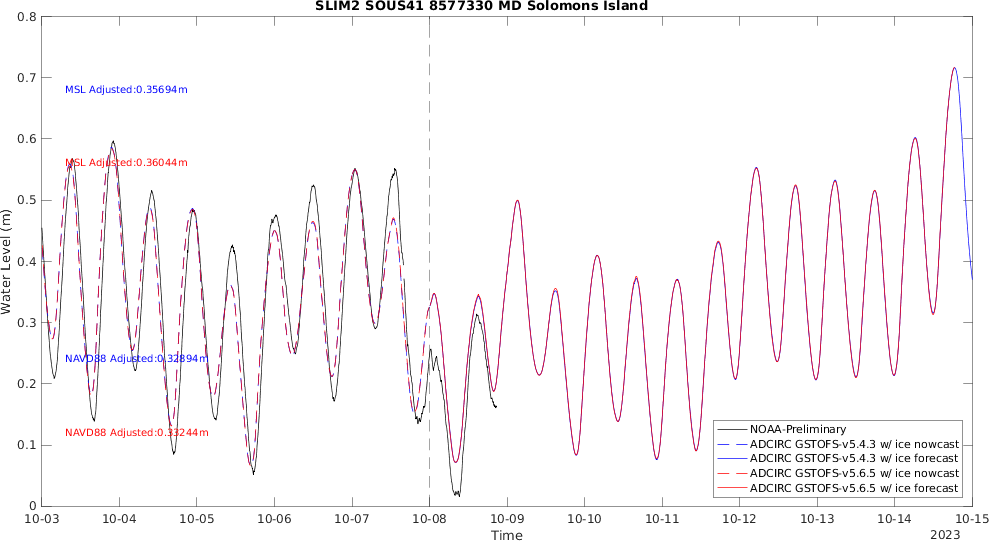 SLIM2 SOUS41 8577330 MD Solomons Island
0.8
0.7
0.6
0.5
0.4
0.3
0.2
0.1
0
Water Level (m)
MSL Adjusted:0.35694m
MSL Adjusted:0.36044m
NAVD88 Adjusted:0.32894m
NAVD88 Adjusted:0.33244m
NOAA-Preliminary
ADCIRC GSTOFS-v5.4.3 w/ ice nowcast
ADCIRC GSTOFS-v5.4.3 w/ ice forecast
ADCIRC GSTOFS-v5.6.5 w/ ice nowcast
ADCIRC GSTOFS-v5.6.5 w/ ice forecast
10-03 10-04 10-05 10-06 10-07 10-08 10-09 10-10 10-11 10-12 10-13 10-14 10-15
Time
2023